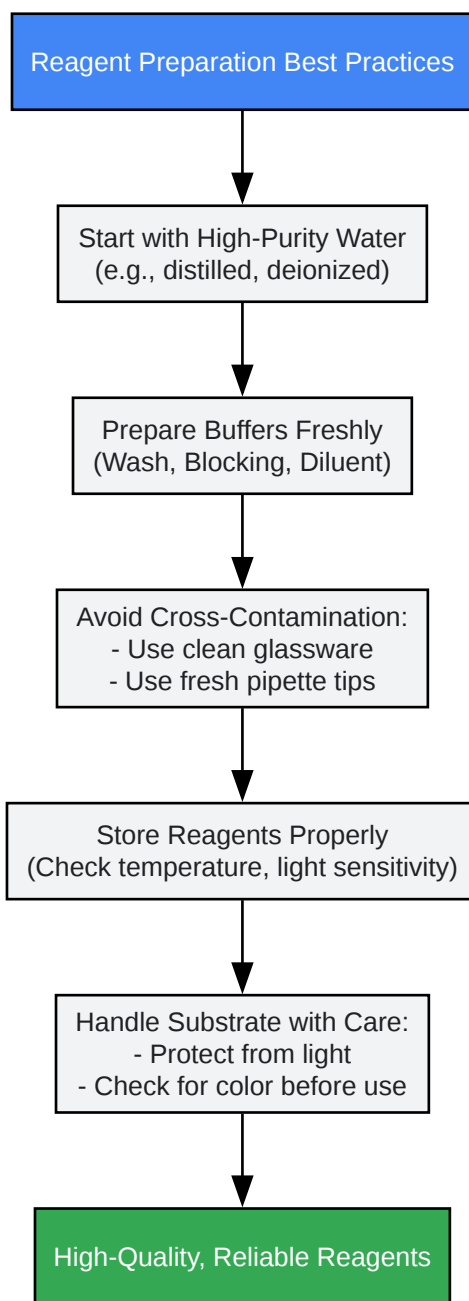 Reagent Preparation Best Practices
Start with High-Purity Water
(e.g., distilled, deionized)
Prepare Buffers Freshly
(Wash, Blocking, Diluent)
Avoid Cross-Contamination:
- Use clean glassware
- Use fresh pipette tips
Store Reagents Properly
(Check temperature, light sensitivity)
Handle Substrate with Care:
- Protect from light
- Check for color before use
High-Quality, Reliable Reagents